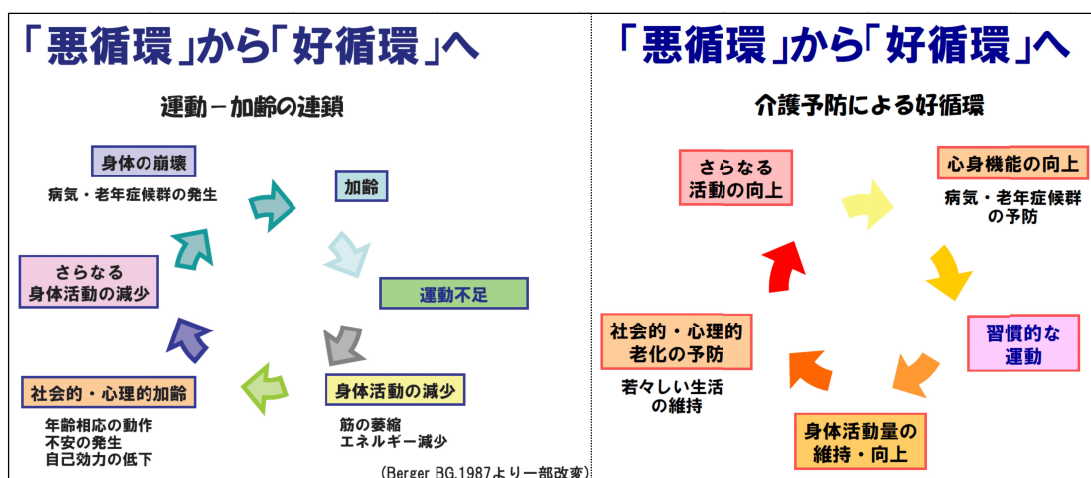 「悪循環」から「好循環」へ
運動－加齢の連鎖
身体の崩壊
病気・老年症候群の発生
加齢
運動不足
身体活動の減少
筋の萎縮
エネルギー減少
社会的・心理的加齢
年齢相応の動作
不安の発生
自己効力の低下
さらなる
身体活動の減少
(Berger BG,1987より一部改変)
「悪循環」から「好循環」へ
介護予防による好循環
さらなる
活動の向上
心身機能の向上
病気・老年症候群
の予防
習慣的な
運動
身体活動量の
維持・向上
社会的・心理的
老化の予防
若々しい生活
の維持